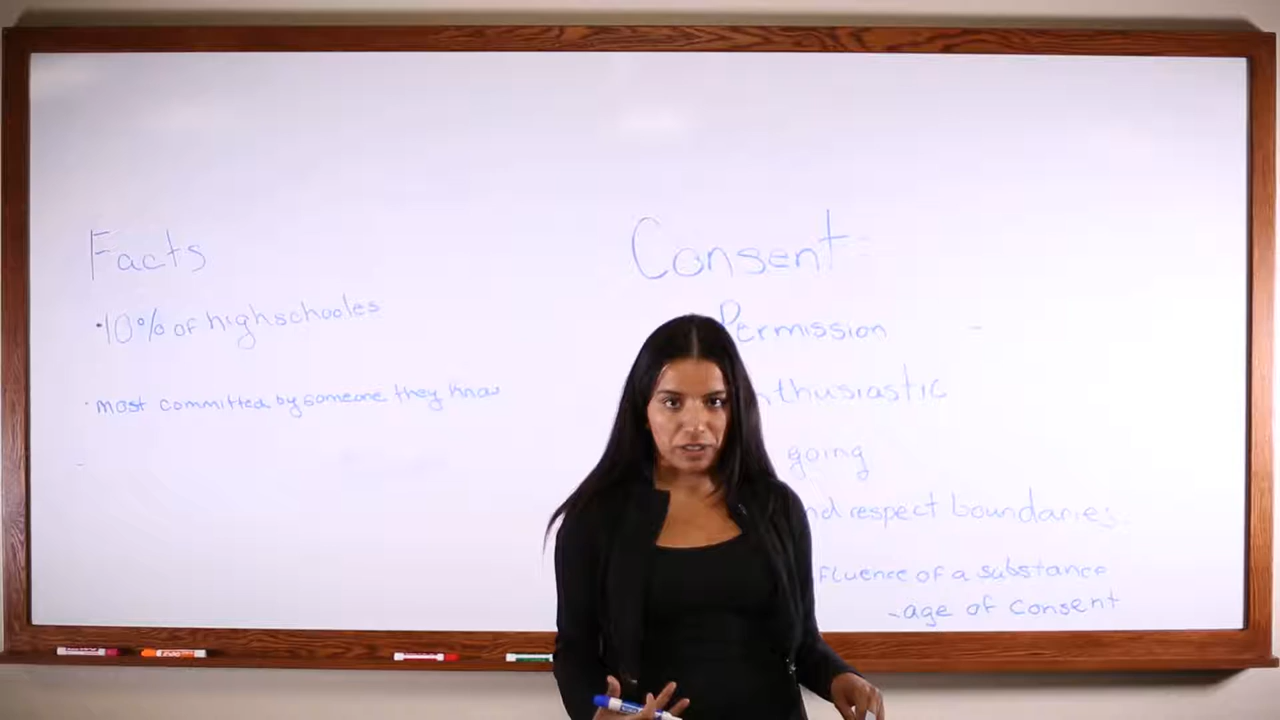 Facts
· 10% of highschooles
· most committed by someone they know
Consent =
Permission
nthusiastic
going
nd respect boundaries.
fluence of a substance
- age of consent